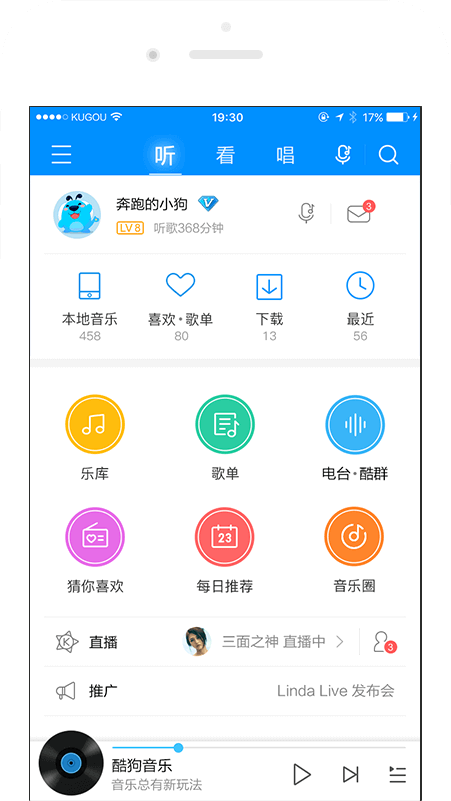 KUGOU 19:30 17%
听 看 唱
奔跑的小狗
LV8 听歌368分钟
3
本地音乐 喜欢·歌单 下载 最近
458 80 13 56
乐库 歌单 电台·酷群
23
猜你喜欢 每日推荐 音乐圈
K 直播 三面之神 直播中 3
推广 Linda Live 发布会
酷狗音乐
音乐总有新玩法